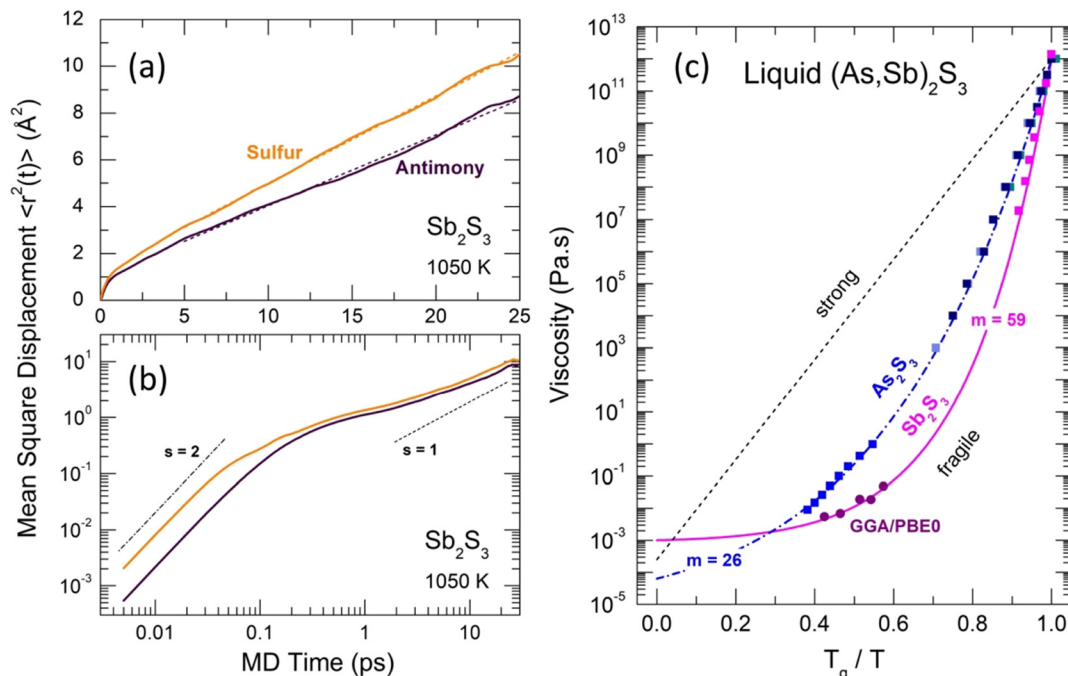 (a)
Mean Square Displacement <r²(t)> (Å²)
12
10
8
6
4
2
0
Sulfur
Antimony
Sb₂S₃
1050 K
0 5 10 15 20 25
(b)
10¹
10⁰
10⁻¹
10⁻²
10⁻³
s = 2
s = 1
Sb₂S₃
1050 K
0.01 0.1 1 10
MD Time (ps)
(c)
Liquid (As,Sb)₂S₃
Viscosity (Pa.s)
10¹³
10¹¹
10⁹
10⁷
10⁵
10³
10¹
10⁻¹
10⁻³
10⁻⁵
strong
m = 59
As₂S₃
Sb₂S₃
fragile
GGA/PBE0
m = 26
0.0 0.2 0.4 0.6 0.8 1.0
T_g / T